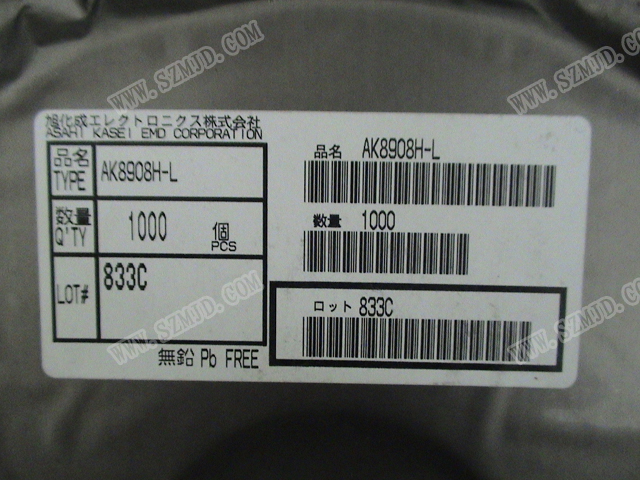 旭化成エレクトロニクス株式会社
ASAHI KASEI EMD CORPORATION
品名
TYPE
AK8908H-L
数量
Q'TY
1000
個
PCS
LOT#
833C
無鉛 Pb FREE
品名 AK8908H-L
数量 1000
ロット 833C
WWW.SZMJD.COM
WWW.SZMJD.COM
WWW.SZMJD.COM
WWW.SZMJD.COM